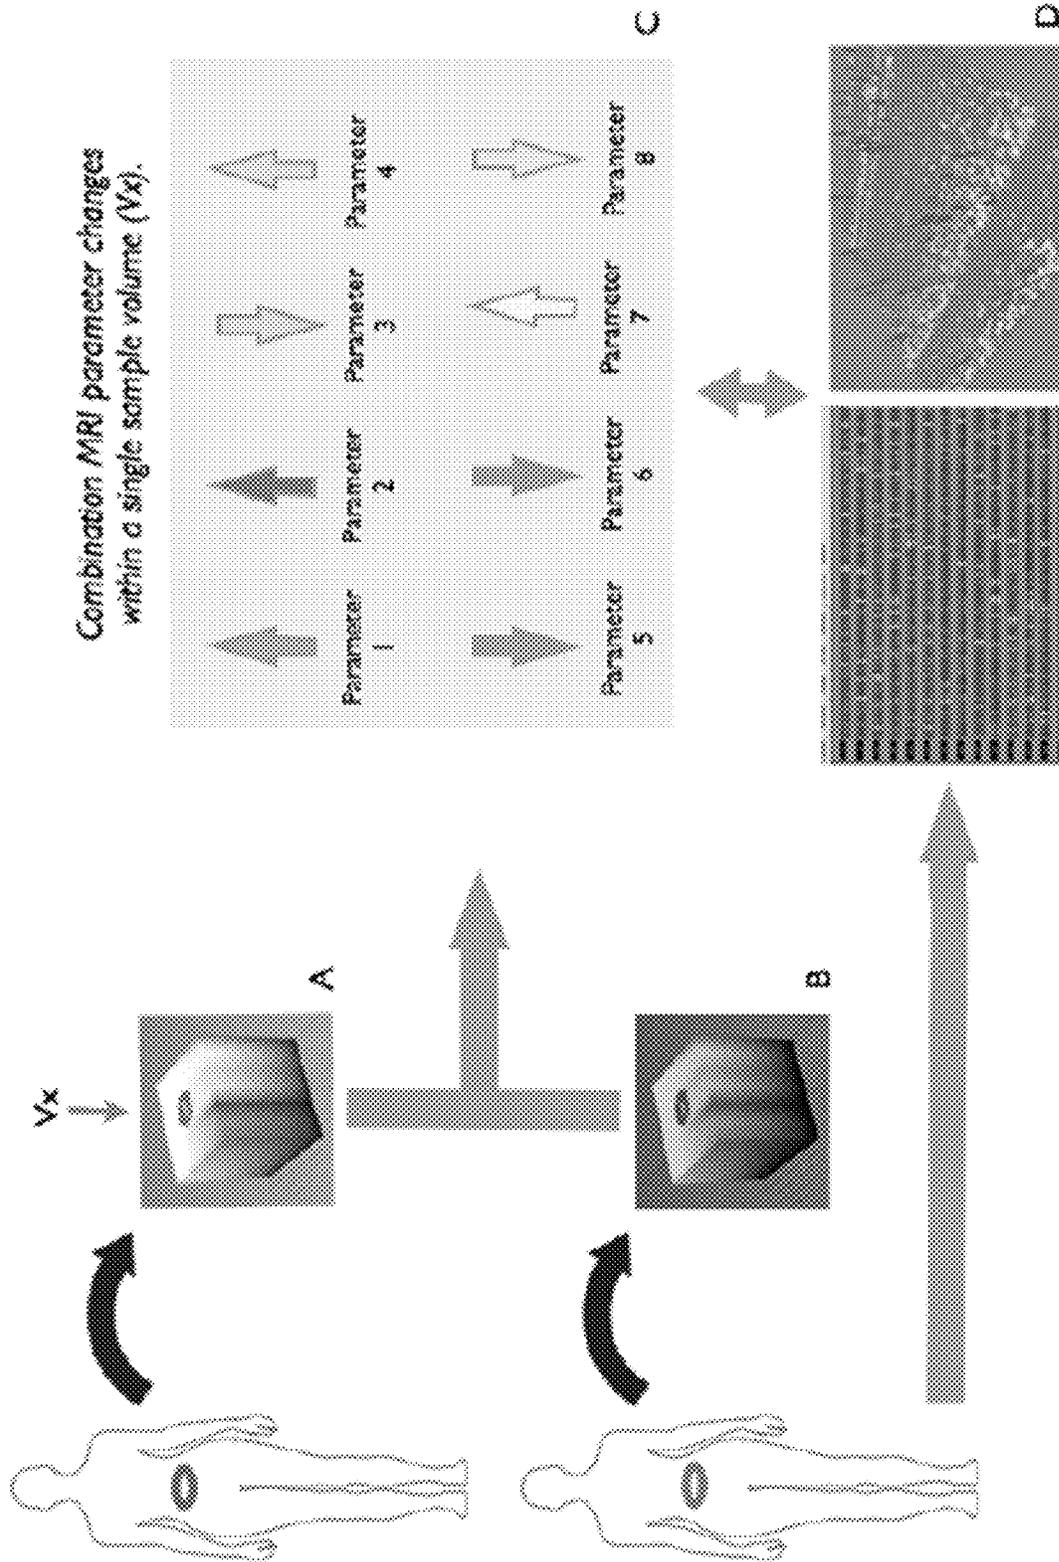 Combination MRI parameter changes
within a single sample volume (Vx).
Vx
A
B
Parameter
1
Parameter
2
Parameter
3
Parameter
4
Parameter
5
Parameter
6
Parameter
7
Parameter
8
C
D